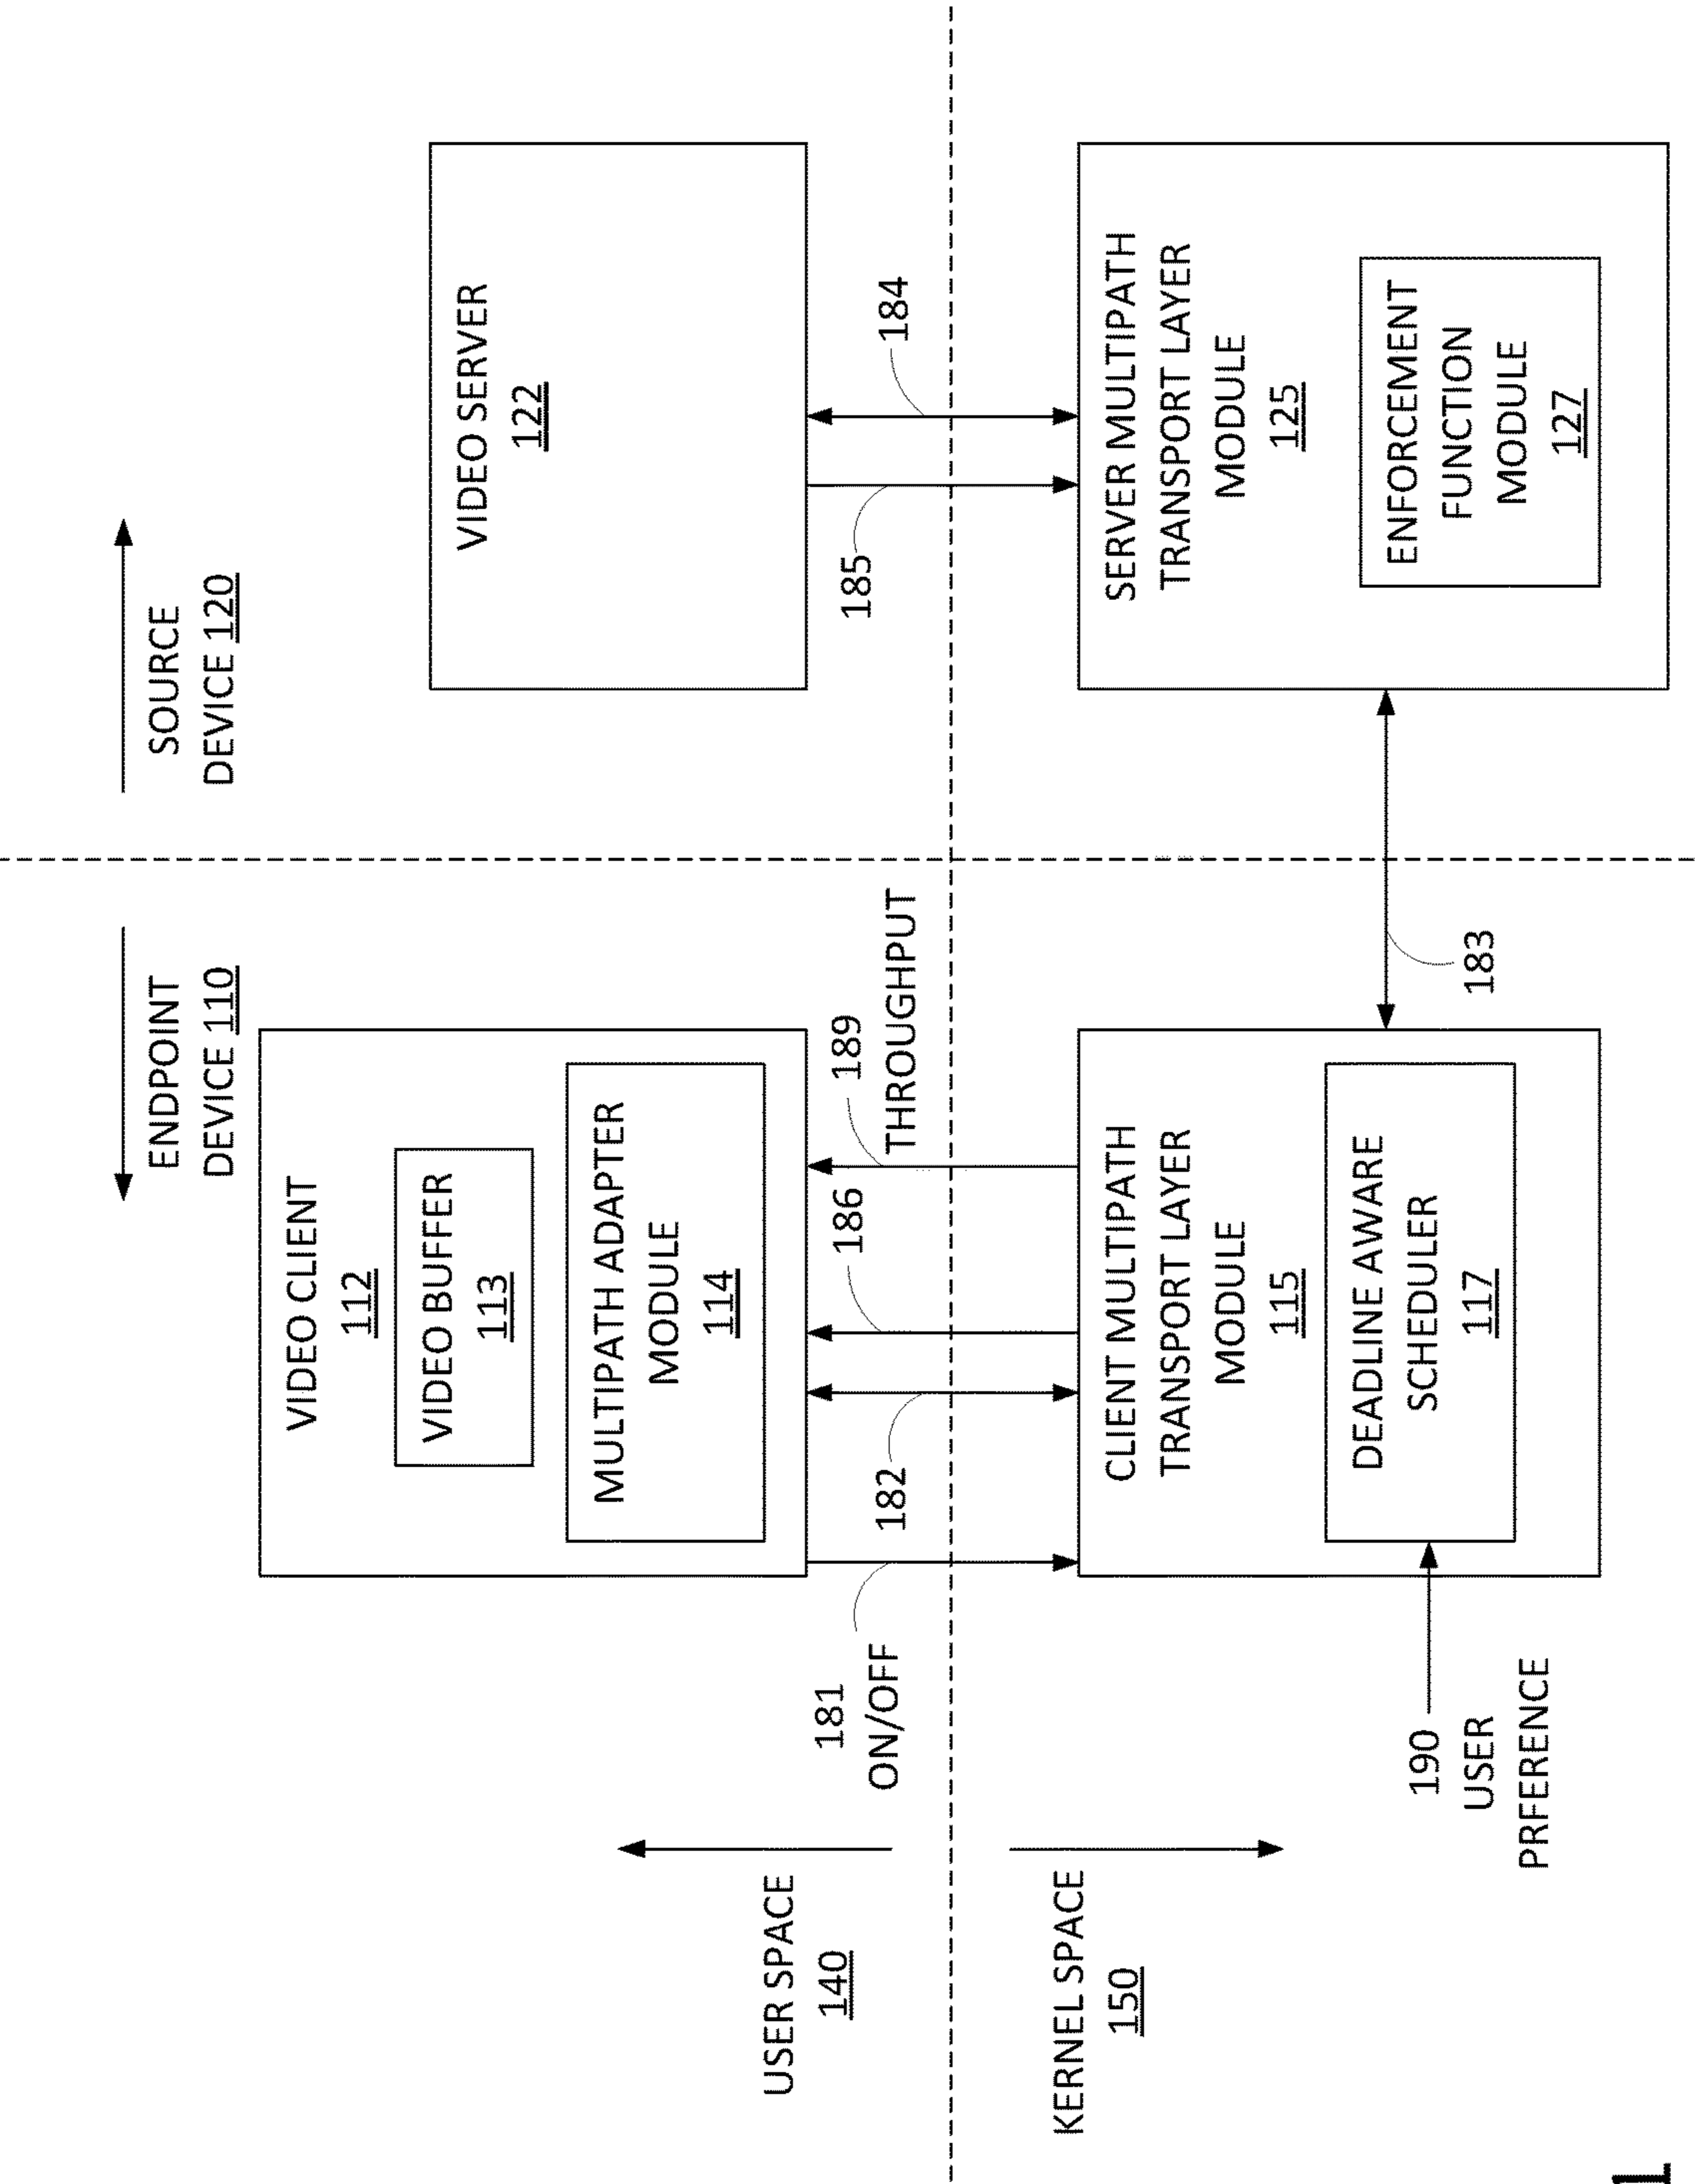 ENDPOINT
DEVICE 110
SOURCE
DEVICE 120
VIDEO CLIENT
112
VIDEO BUFFER
113
MULTIPATH ADAPTER
MODULE
114
VIDEO SERVER
122
USER SPACE
140
181
ON/OFF
182
186
189
THROUGHPUT
185
184
KERNEL SPACE
150
CLIENT MULTIPATH
TRANSPORT LAYER
MODULE
115
DEADLINE AWARE
SCHEDULER
117
190
USER
PRFERENCE
183
SERVER MULTIPATH
TRANSPORT LAYER
MODULE
125
ENFORCEMENT
FUNCTION
MODULE
127
1